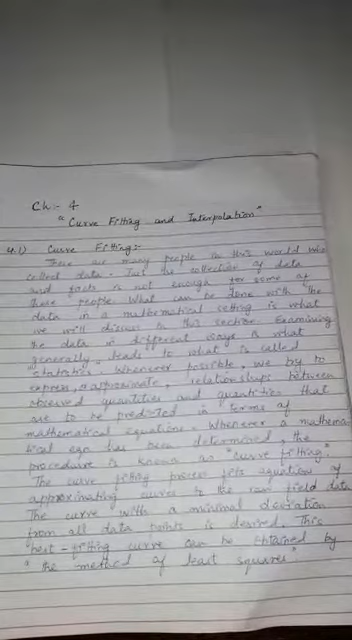 Ch:- 4
"Curve Fitting and Interpolation"
4.1) Curve Fitting:-
There are many people in this world who
collect data. Just the collection of data
and facts is not enough for some of
these people. What can be done with the
data in a mathematical setting is what
we will discuss in this section. Examining
the data in different ways is what
generally leads to what is called
"statistics". Whenever possible, we try to
express, approximate, relationships between
observed quantities and quantities that
are to be predicted in terms of
mathematical equations. Whenever a mathema-
tical eqn has been determined, the
procedure is known as "curve fitting".
The curve fitting process fits equation of
approximating curves to the raw field data.
The curve with a minimal deviation
from all data points is desired. This
best-fitting curve can be obtained by
"the method of least squares"